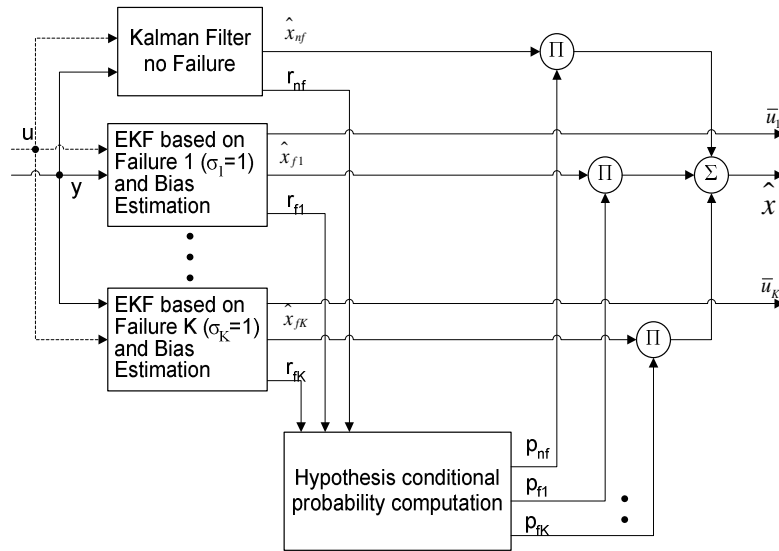 Kalman Filter
no Failure
x̂nf
rnf
Π
u
y
EKF based on
Failure 1 (σ1=1)
and Bias
Estimation
x̂f1
rf1
Π
Σ
ū1
x̂
EKF based on
Failure K (σK=1)
and Bias
Estimation
x̂fK
rfK
Π
ūK
Hypothesis conditional
probability computation
pnf
pf1
pfK